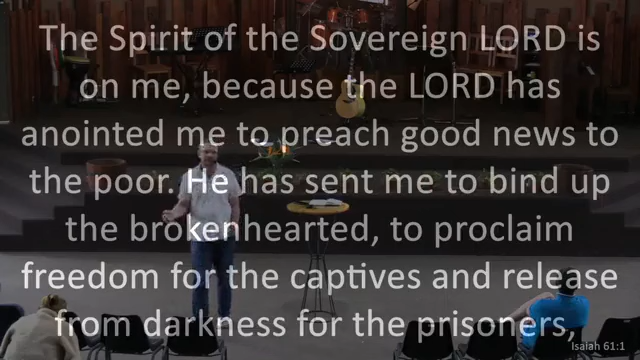 The Spirit of the Sovereign LORD is
on me, because the LORD has
anointed me to preach good news to
the poor. He has sent me to bind up
the brokenhearted, to proclaim
freedom for the captives and release
from darkness for the prisoners,
Isaiah 61:1